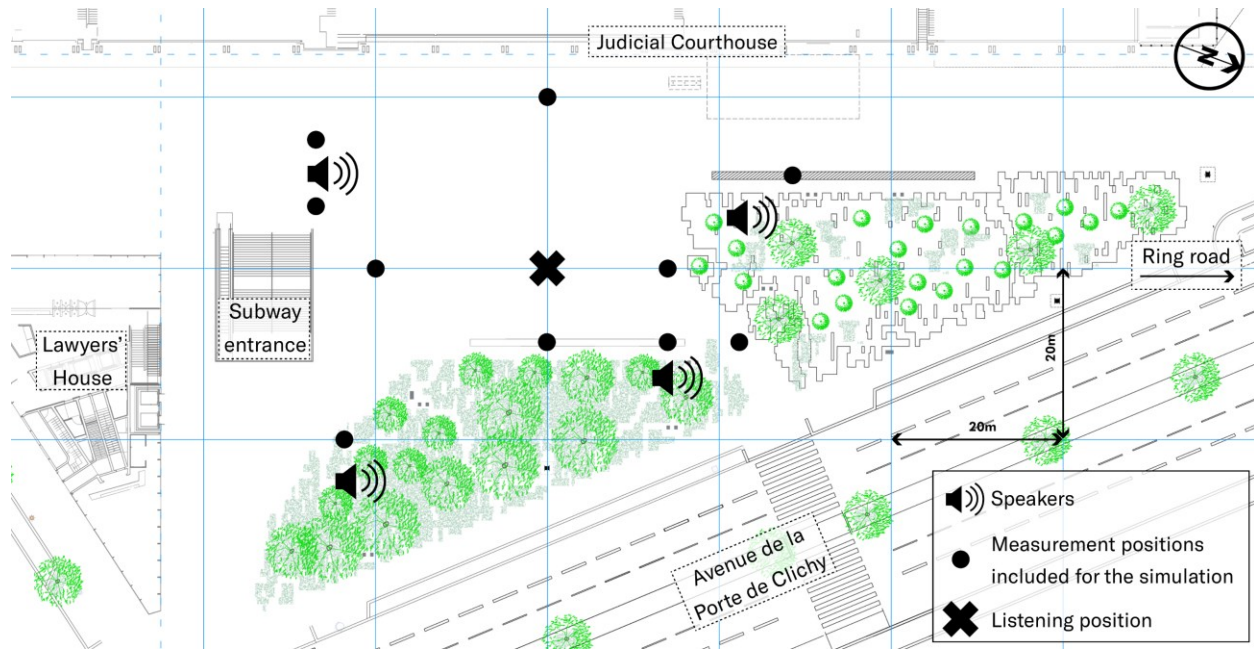 Judicial Courthouse
N
Subway
entrance
Lawyers'
House
Ring road
20m
20m
Avenue de la
Porte de Clichy
Speakers
Measurement positions
included for the simulation
Listening position